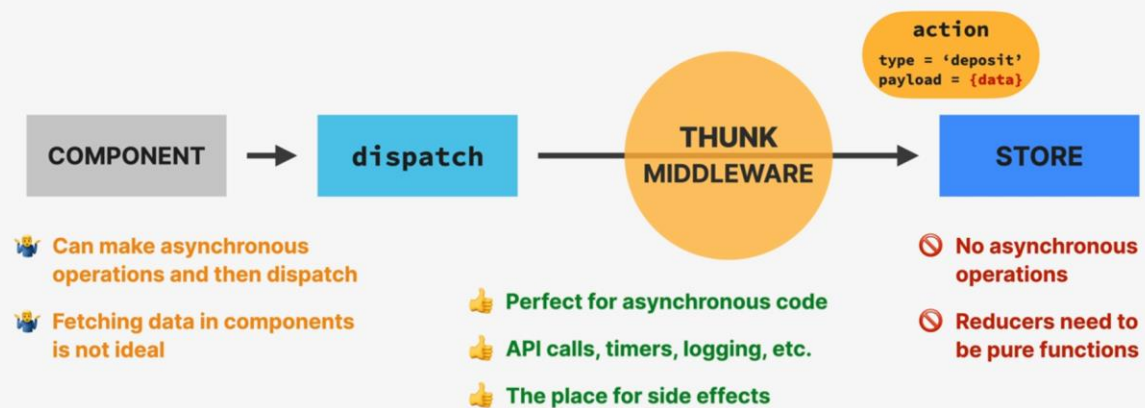 action
type = ‘deposit’
payload = {data}
COMPONENT
dispatch
THUNK
MIDDLEWARE
STORE
Can make asynchronous
operations and then dispatch
Fetching data in components
is not ideal
Perfect for asynchronous code
API calls, timers, logging, etc.
The place for side effects
No asynchronous
operations
Reducers need to
be pure functions